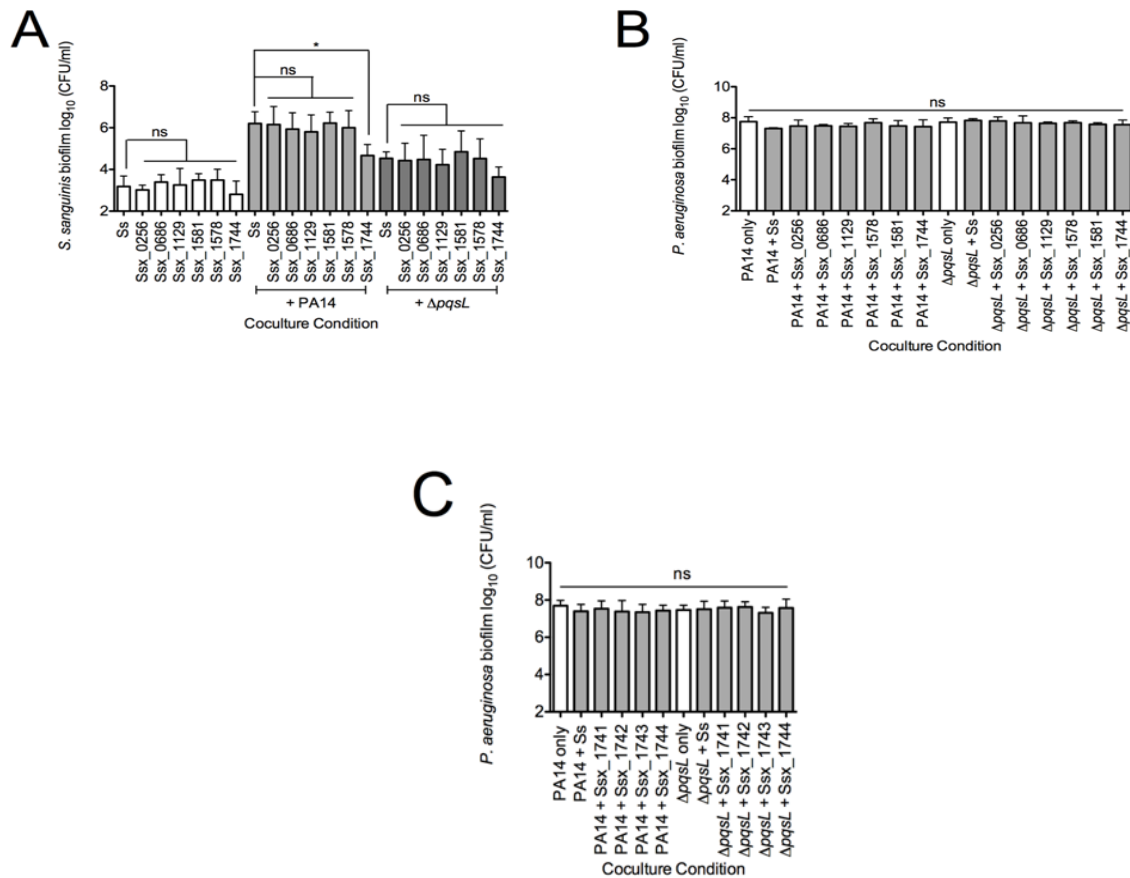 A
S. sanguinis biofilm log10 (CFU/ml)
8
6
4
2
ns
ns
*
ns
Ss
Ssx_0256
Ssx_0686
Ssx_1129
Ssx_1581
Ssx_1578
Ssx_1744
Ss
Ssx_0256
Ssx_0686
Ssx_1129
Ssx_1581
Ssx_1578
Ssx_1744
Ss
Ssx_0256
Ssx_0686
Ssx_1129
Ssx_1581
Ssx_1578
Ssx_1744
+ PA14
+ ΔpqsL
Coculture Condition
B
P. aeruginosa biofilm log10 (CFU/ml)
10
8
6
4
2
ns
PA14 only
PA14 + Ss
PA14 + Ssx_0256
PA14 + Ssx_0686
PA14 + Ssx_1129
PA14 + Ssx_1578
PA14 + Ssx_1581
PA14 + Ssx_1744
ΔpqsL only
ΔpqsL + Ss
ΔpqsL + Ssx_0256
ΔpqsL + Ssx_0686
ΔpqsL + Ssx_1129
ΔpqsL + Ssx_1578
ΔpqsL + Ssx_1581
ΔpqsL + Ssx_1744
Coculture Condition
C
P. aeruginosa biofilm log10 (CFU/ml)
10
8
6
4
2
ns
PA14 only
PA14 + Ss
PA14 + Ssx_1741
PA14 + Ssx_1742
PA14 + Ssx_1743
PA14 + Ssx_1744
ΔpqsL only
ΔpqsL + Ss
ΔpqsL + Ssx_1741
ΔpqsL + Ssx_1742
ΔpqsL + Ssx_1743
ΔpqsL + Ssx_1744
Coculture Condition